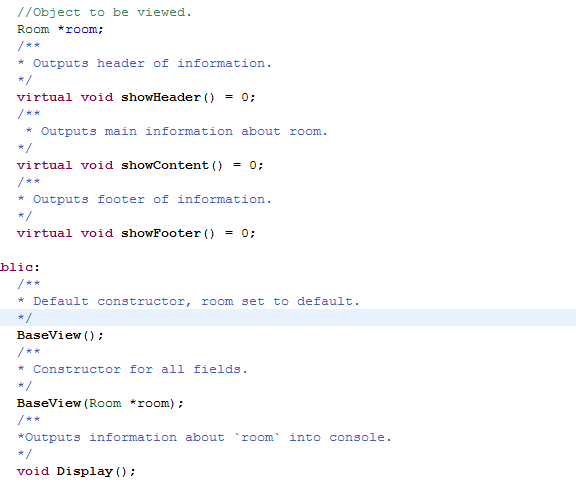 //Object to be viewed.
Room *room;
/**
* Outputs header of information.
*/
virtual void showHeader() = 0;
/**
* Outputs main information about room.
*/
virtual void showContent() = 0;
/**
* Outputs footer of information.
*/
virtual void showFooter() = 0;
blic:
/**
* Default constructor, room set to default.
*/
BaseView();
/**
* Constructor for all fields.
*/
BaseView(Room *room);
/**
*Outputs information about `room` into console.
*/
void Display();